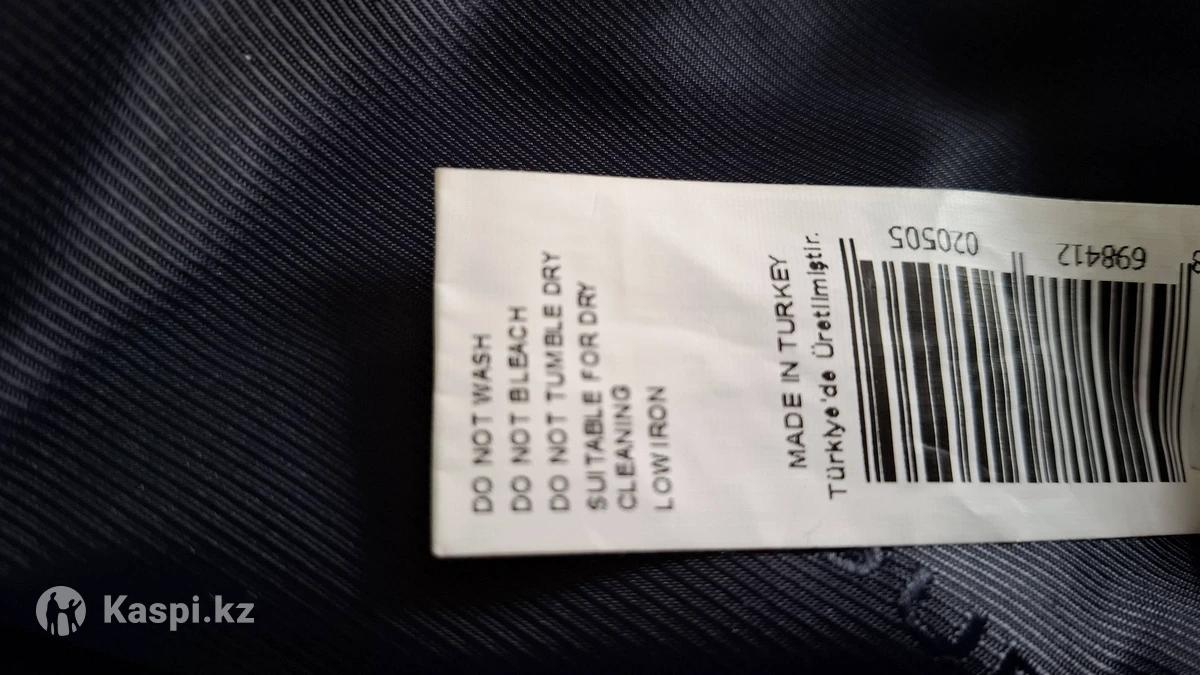 DO NOT WASH
DO NOT BLEACH
DO NOT TUMBLE DRY
SUITABLE FOR DRY
CLEANING
LOW IRON
MADE IN TURKEY
Türkiye'de Üretilmiştir.
698412 020505
Kaspi.kz